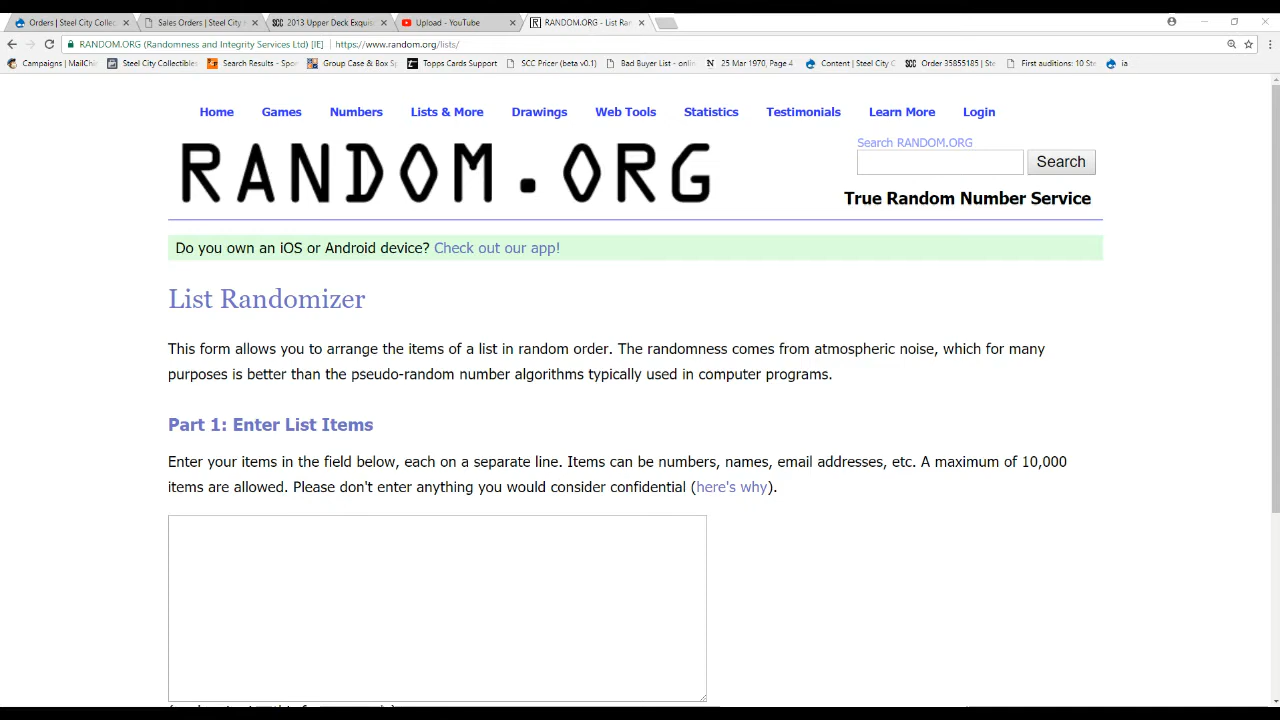 Orders | Steel City Collec
Sales Orders | Steel City
2013 Upper Deck Exquis
Upload - YouTube
RANDOM.ORG - List Ran
RANDOM.ORG (Randomness and Integrity Services Ltd) [IE]
https://www.random.org/lists/
Campaigns | MailChi
Steel City Collectibles
Search Results - Spo
Group Case & Box S
Topps Cards Support
SCC Pricer (beta v0.1)
Bad Buyer List - onlin
25 Mar 1970, Page 4
Content | Steel City C
Order 35855185 | Ste
First auditions: 10 Ste
ia
Home
Games
Numbers
Lists & More
Drawings
Web Tools
Statistics
Testimonials
Learn More
Login
RANDOM.ORG
Search RANDOM.ORG
Search
True Random Number Service
Do you own an iOS or Android device? Check out our app!
List Randomizer
This form allows you to arrange the items of a list in random order. The randomness comes from atmospheric noise, which for many
purposes is better than the pseudo-random number algorithms typically used in computer programs.
Part 1: Enter List Items
Enter your items in the field below, each on a separate line. Items can be numbers, names, email addresses, etc. A maximum of 10,000
items are allowed. Please don't enter anything you would consider confidential (here's why).